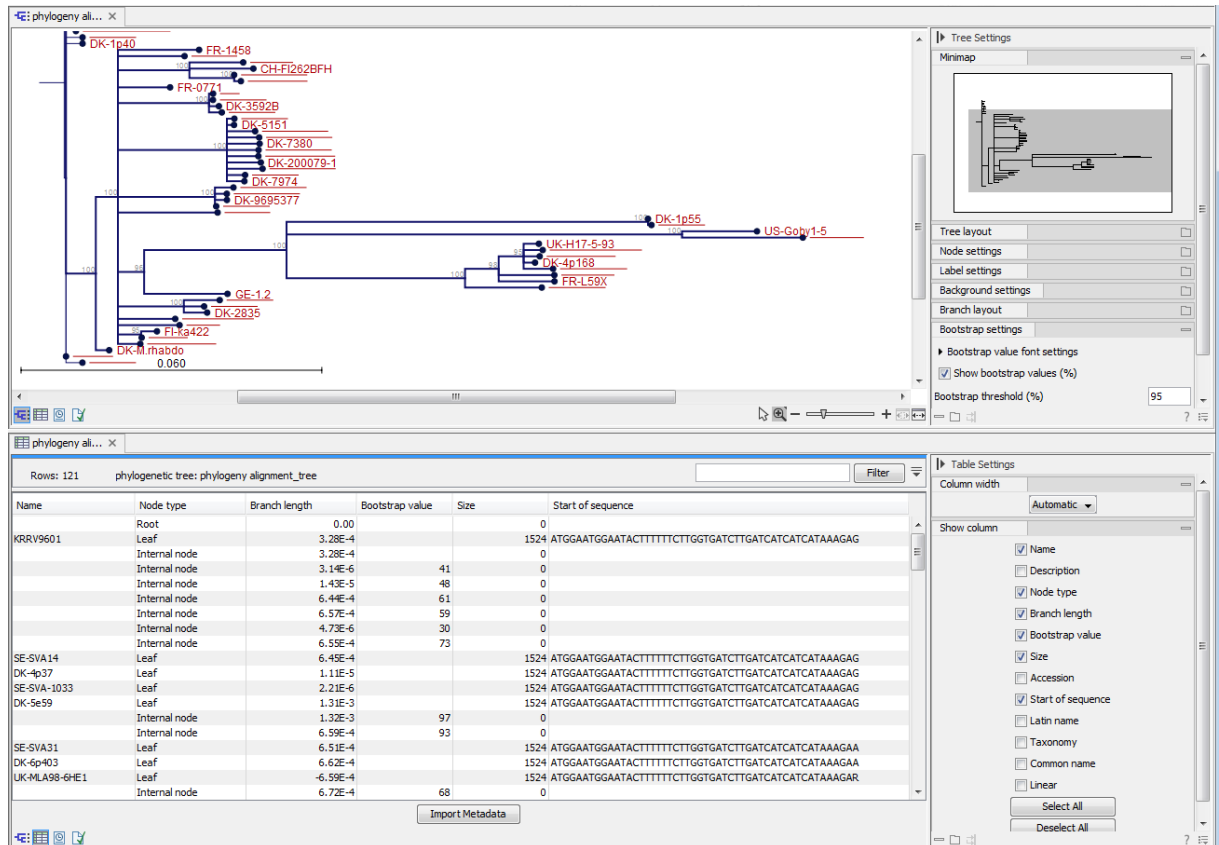 phylogeny ali...
DK-1p40
FR-1458
100
CH-FI262BFH
100
FR-0771
100
DK-3592B
DK-5151
100
DK-7380
DK-200079-1
DK-7974
100
100
DK-9695377
100
DK-1p55
100
US-Goby1-5
100
UK-H17-5-93
DK-4p168
FR-L59X
100
GE-1.2
100
DK-2835
FI-ka422
DK-M.rhabdo
0.060
Tree Settings
Minimap
Tree layout
Node settings
Label settings
Background settings
Branch layout
Bootstrap settings
Bootstrap value font settings
Show bootstrap values (%)
Bootstrap threshold (%) 95
phylogeny ali...
Rows: 121 phylogenetic tree: phylogeny alignment_tree Filter
Name Node type Branch length Bootstrap value Size Start of sequence
Root 0.00 0
KRRV9601 Leaf 3.28E-4 1524 ATGGAATGGAATACTTTTTTCTTGGTGATCTTGATCATCATCATAAAGAG
Internal node 3.28E-4 0
Internal node 3.14E-6 41 0
Internal node 1.43E-5 48 0
Internal node 6.44E-4 61 0
Internal node 6.57E-4 59 0
Internal node 4.73E-6 30 0
Internal node 6.55E-4 73 0
SE-SVA14 Leaf 6.45E-4 1524 ATGGAATGGAATACTTTTTTCTTGGTGATCTTGATCATCATCATAAAGAG
DK-4p37 Leaf 1.11E-5 1524 ATGGAATGGAATACTTTTTTCTTGGTGATCTTGATCATCATCATAAAGAG
SE-SVA-1033 Leaf 2.21E-6 1524 ATGGAATGGAATACTTTTTTCTTGGTGATCTTGATCATCATCATAAAGAG
DK-5e59 Leaf 1.31E-3 1524 ATGGAATGGAATACTTTTTTCTTGGTGATCTTGATCATCATCATAAAGAG
Internal node 1.32E-3 97 0
Internal node 6.59E-4 93 0
SE-SVA31 Leaf 6.51E-4 1524 ATGGAATGGAATACTTTTTTCTTGGTGATCTTGATCATCATCATAAAGAA
DK-6p403 Leaf 6.62E-4 1524 ATGGAATGGAATACTTTTTTCTTGGTGATCTTGATCATCATCATAAAGAA
UK-MLA98-6HE1 Leaf -6.59E-4 1524 ATGGAATGGAATACTTTTTTCTTGGTGATCTTGATCATCATCATAAAGAR
Internal node 6.72E-4 68 0
Import Metadata
Table Settings
Column width
Automatic
Show column
Name
Description
Node type
Branch length
Bootstrap value
Size
Accession
Start of sequence
Latin name
Taxonomy
Common name
Linear
Select All
Deselect All